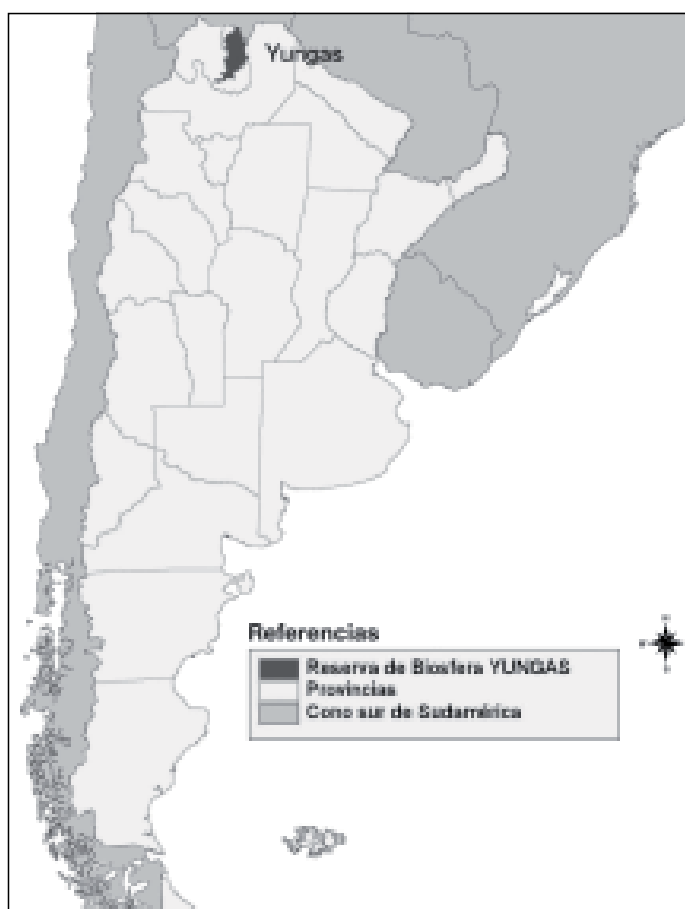 Yungas
Referencias
Reserva de Biosfera YUNGAS
Provincias
Cono sur de Sudamérica